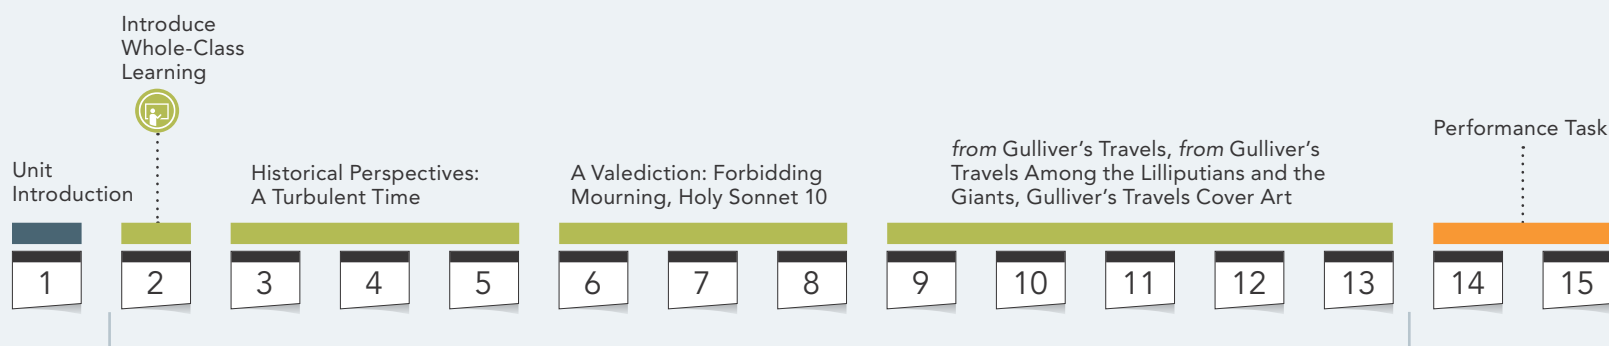 Introduce
Whole-Class
Learning
Unit
Introduction
Historical Perspectives:
A Turbulent Time
A Valediction: Forbidding
Mourning, Holy Sonnet 10
from Gulliver’s Travels, from Gulliver’s
Travels Among the Lilliputians and the
Giants, Gulliver’s Travels Cover Art
Performance Task
1 2 3 4 5 6 7 8 9 10 11 12 13 14 15